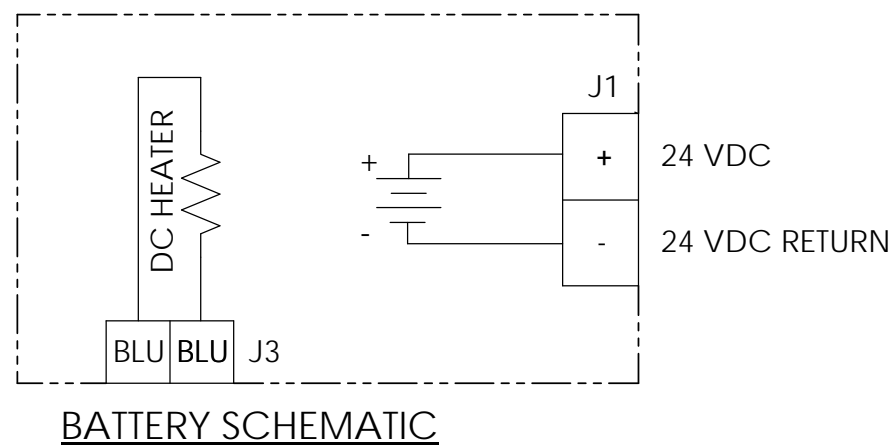 J1
DC HEATER
+
+
24 VDC
-
-
24 VDC RETURN
BLU
BLU
J3
BATTERY SCHEMATIC